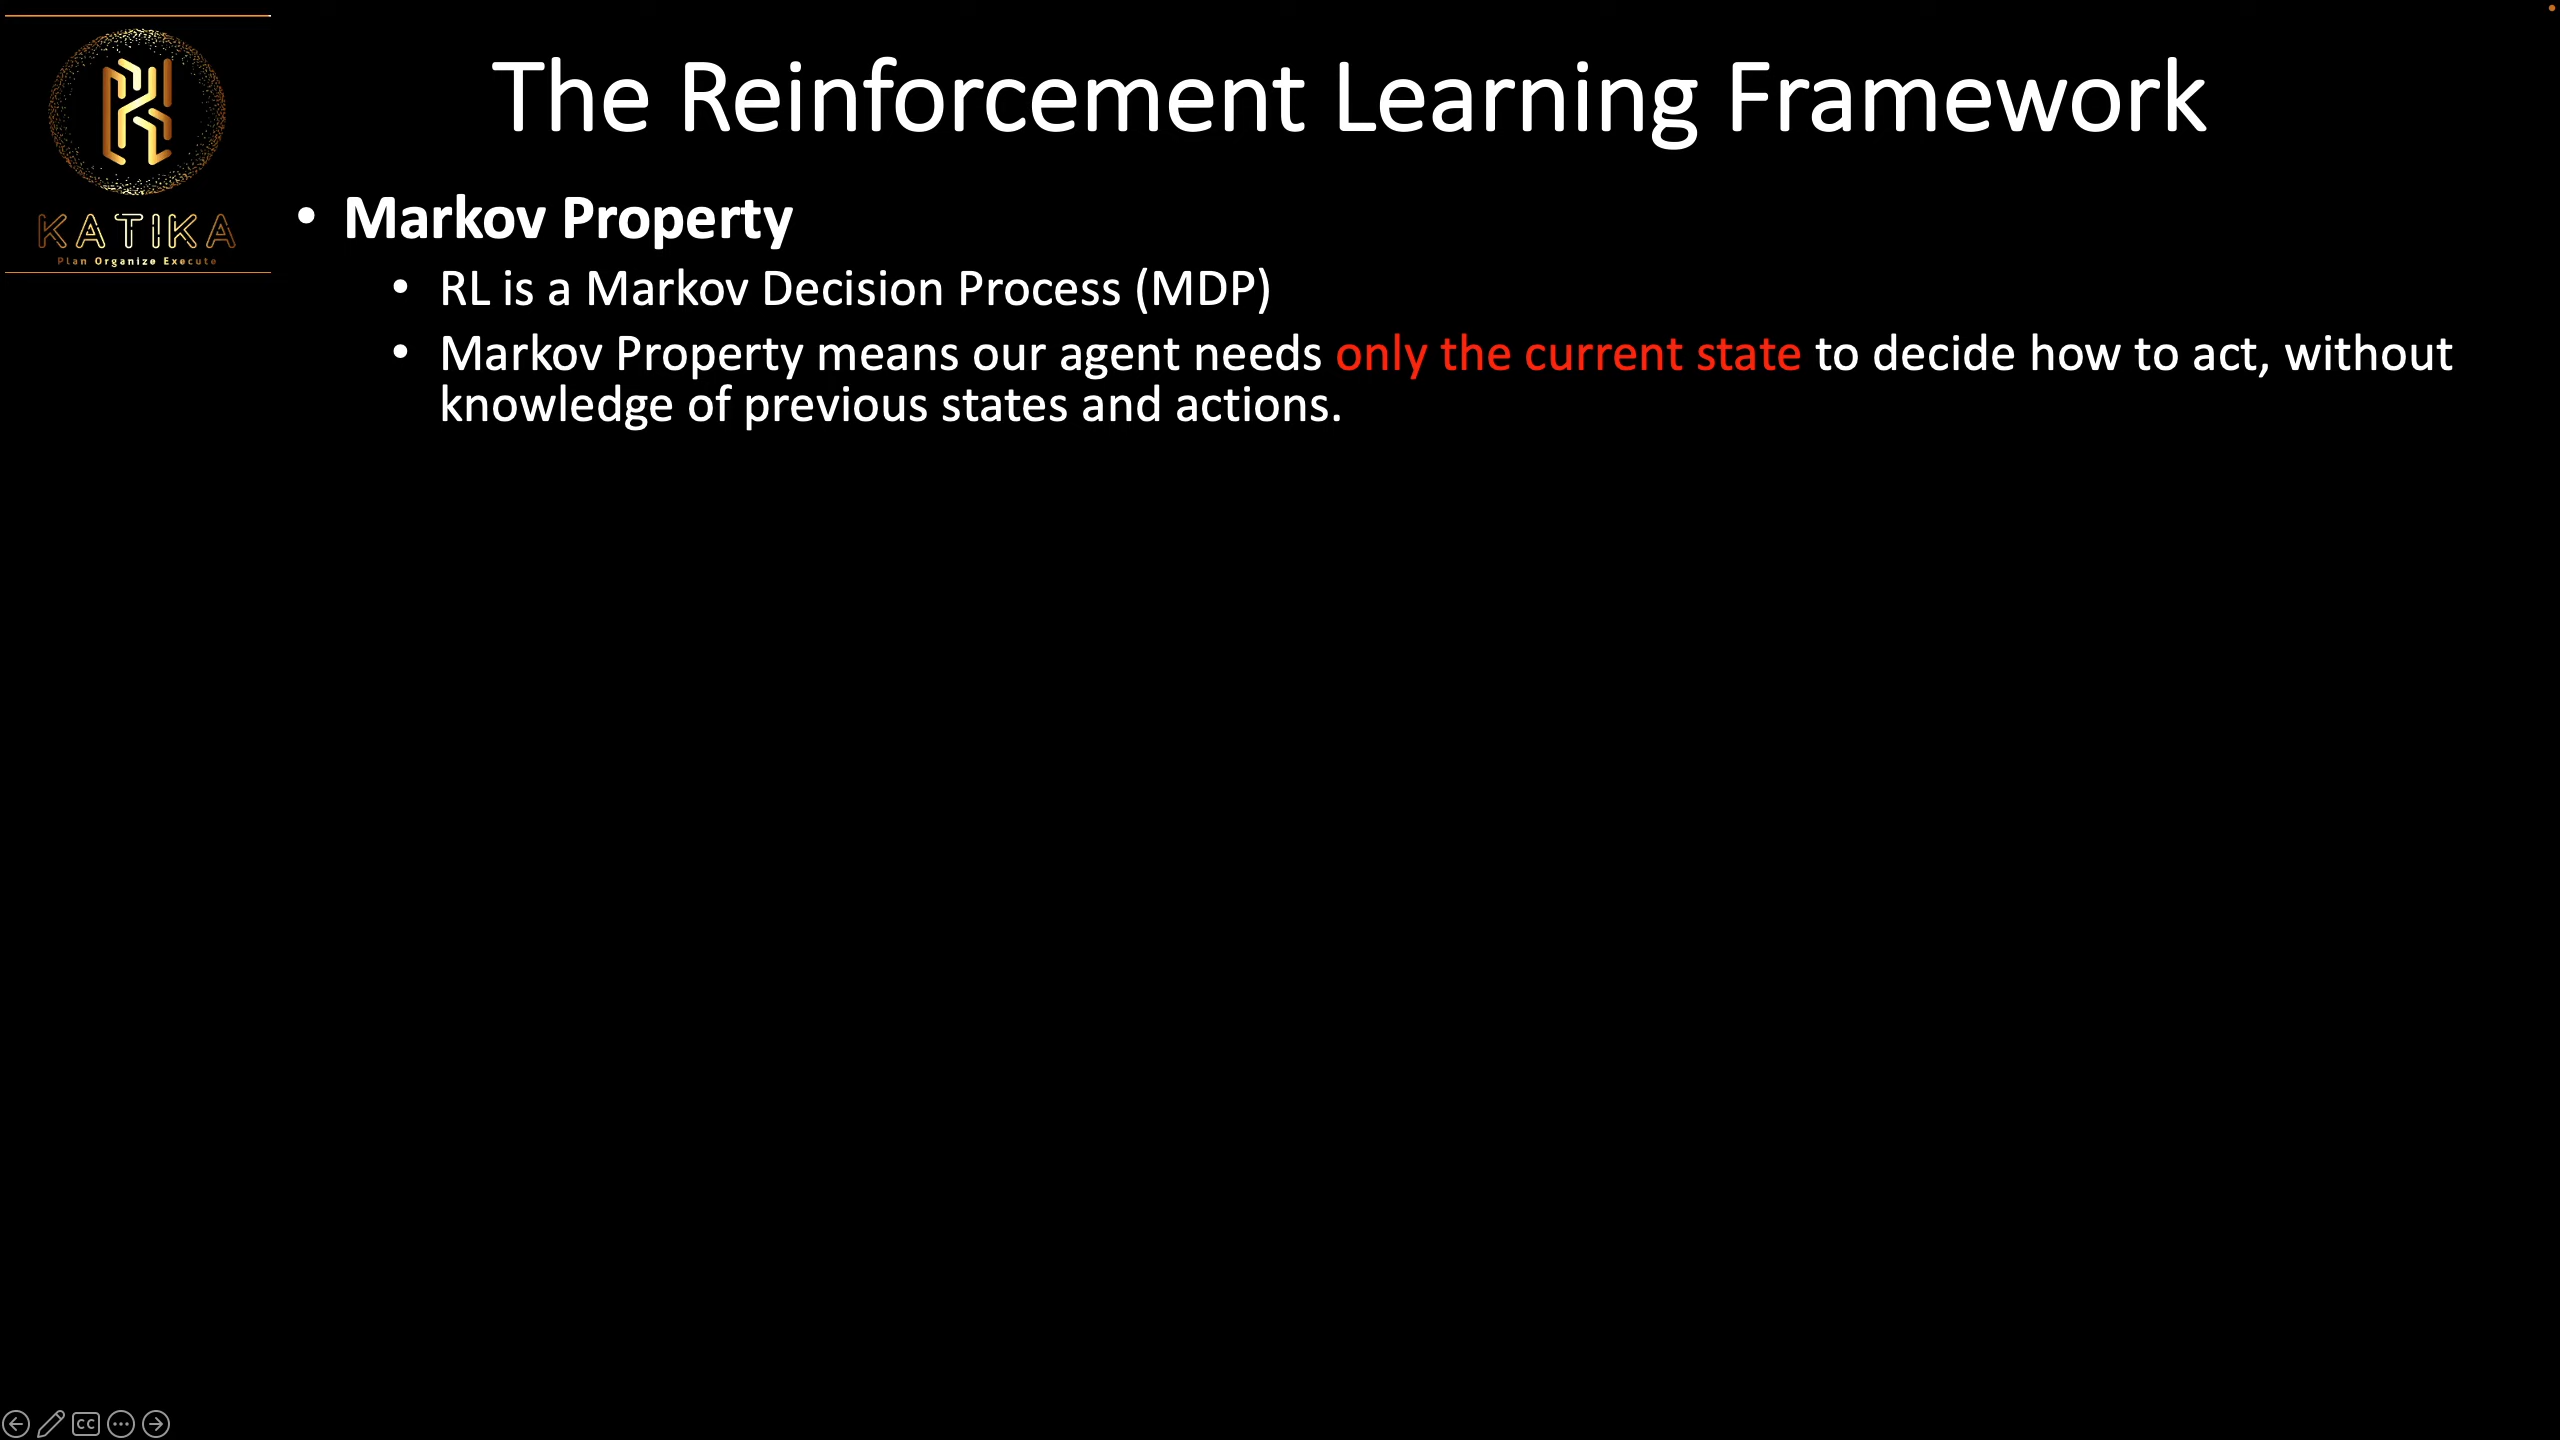 The Reinforcement Learning Framework
KATIKA
Plan Organize Execute
• Markov Property
• RL is a Markov Decision Process (MDP)
• Markov Property means our agent needs only the current state to decide how to act, without
knowledge of previous states and actions.
CC